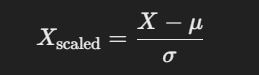 X_scaled = (X − μ) / σ